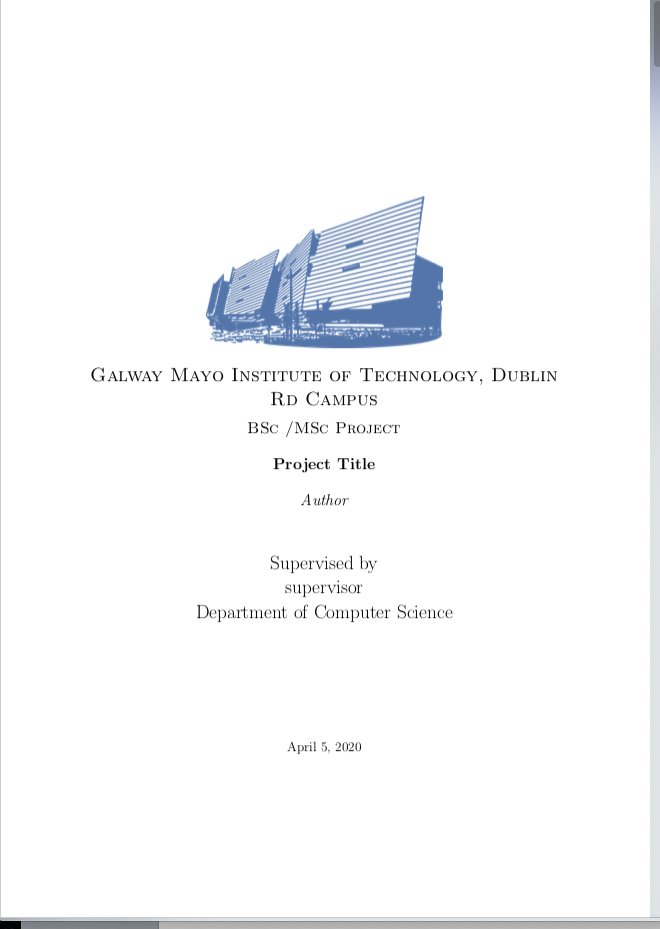 Galway Mayo Institute of Technology, Dublin
Rd Campus
BSc /MSc Project
Project Title
Author
Supervised by
supervisor
Department of Computer Science
April 5, 2020